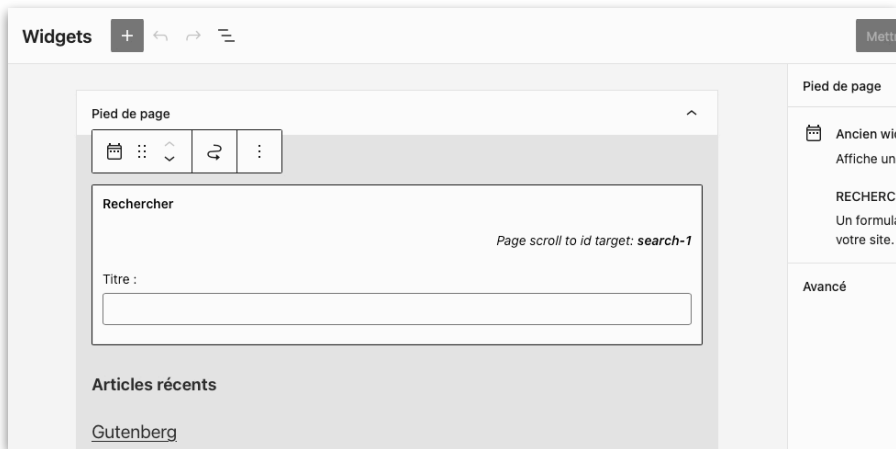 Widgets
Mettr
Pied de page
Rechercher
Page scroll to id target: search-1
Titre :
Articles récents
Gutenberg
Pied de page
Ancien wi
Affiche un
RECHERC
Un formula
votre site.
Avancé